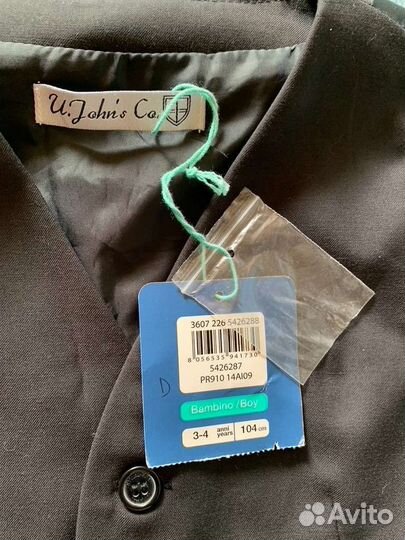 U.John's Co.
3607 226 5426288
8 056535 941730
5426287
PR910 14AI09
D
Bambino/Boy
3-4 anni years 104 cm
Avito